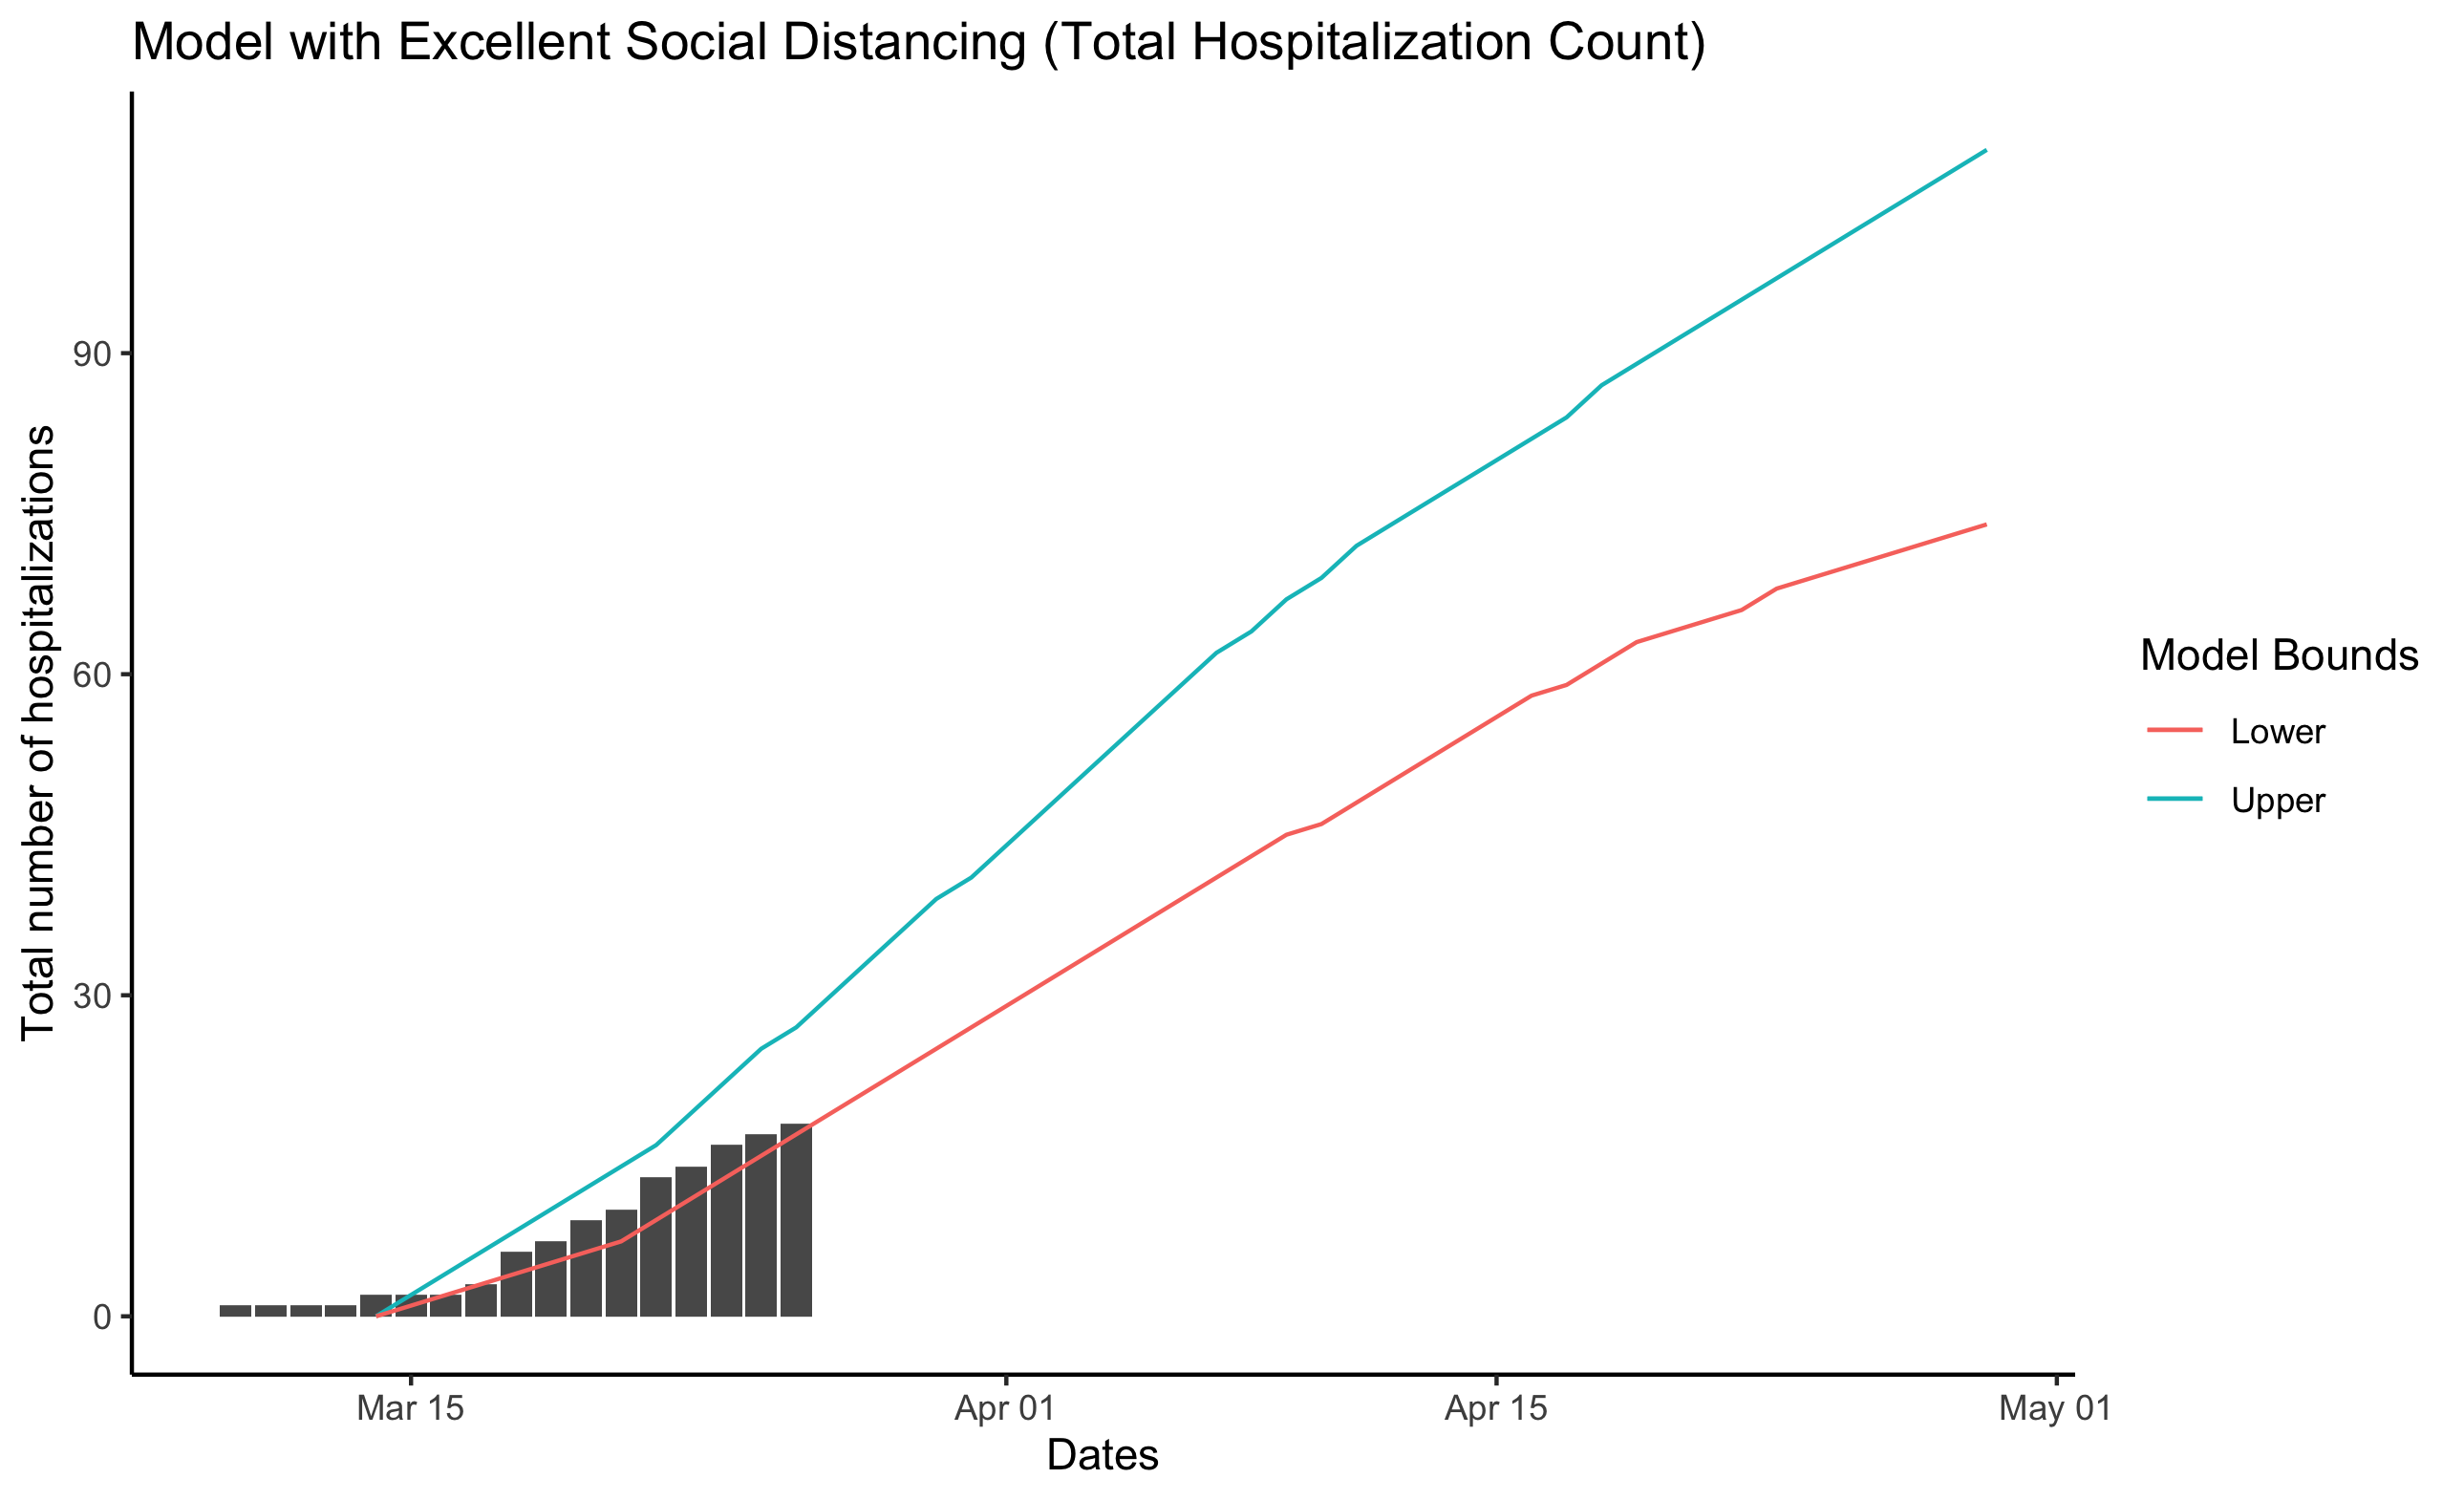 Model with Excellent Social Distancing (Total Hospitalization Count)
Total number of hospitalizations
90
60
30
0
Mar 15
Apr 01
Apr 15
May 01
Dates
Model Bounds
Lower
Upper